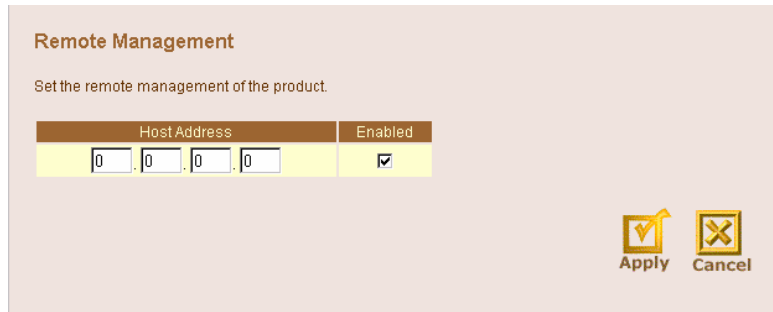 Remote Management
Set the remote management of the product.
Host Address Enabled
0 . 0 . 0 . 0
Apply Cancel